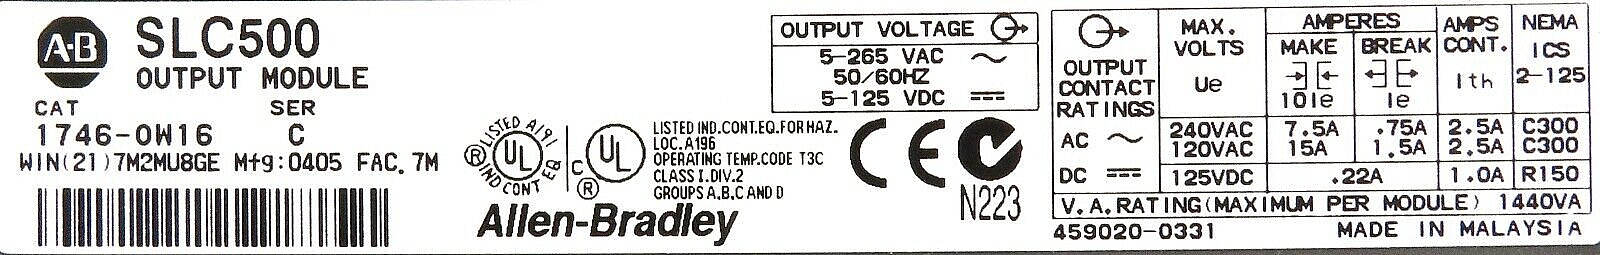 A-B
SLC500
OUTPUT MODULE
CAT SER
1746-OW16 C
WIN(21)7M2MU8GE Mfg:0405 FAC. 7M
LISTED A191
UL
IND CONT EQ
®
C UL ®
LISTED IND.CONT.EQ.FOR HAZ.
LOC.A196
OPERATING TEMP.CODE T3C
CLASS I,DIV.2
GROUPS A,B,C AND D
Allen-Bradley
CE
N223
OUTPUT VOLTAGE
5-265 VAC
50/60HZ
5-125 VDC
OUTPUT
CONTACT
RATINGS
MAX.
VOLTS
Ue
AMPERES
MAKE
10Ie
BREAK
Ie
AMPS
CONT.
Ith
NEMA
ICS
2-125
AC 240VAC 7.5A .75A 2.5A C300
120VAC 15A 1.5A 2.5A C300
DC 125VDC .22A 1.0A R150
V.A.RATING(MAXIMUM PER MODULE) 1440VA
459020-0331 MADE IN MALAYSIA